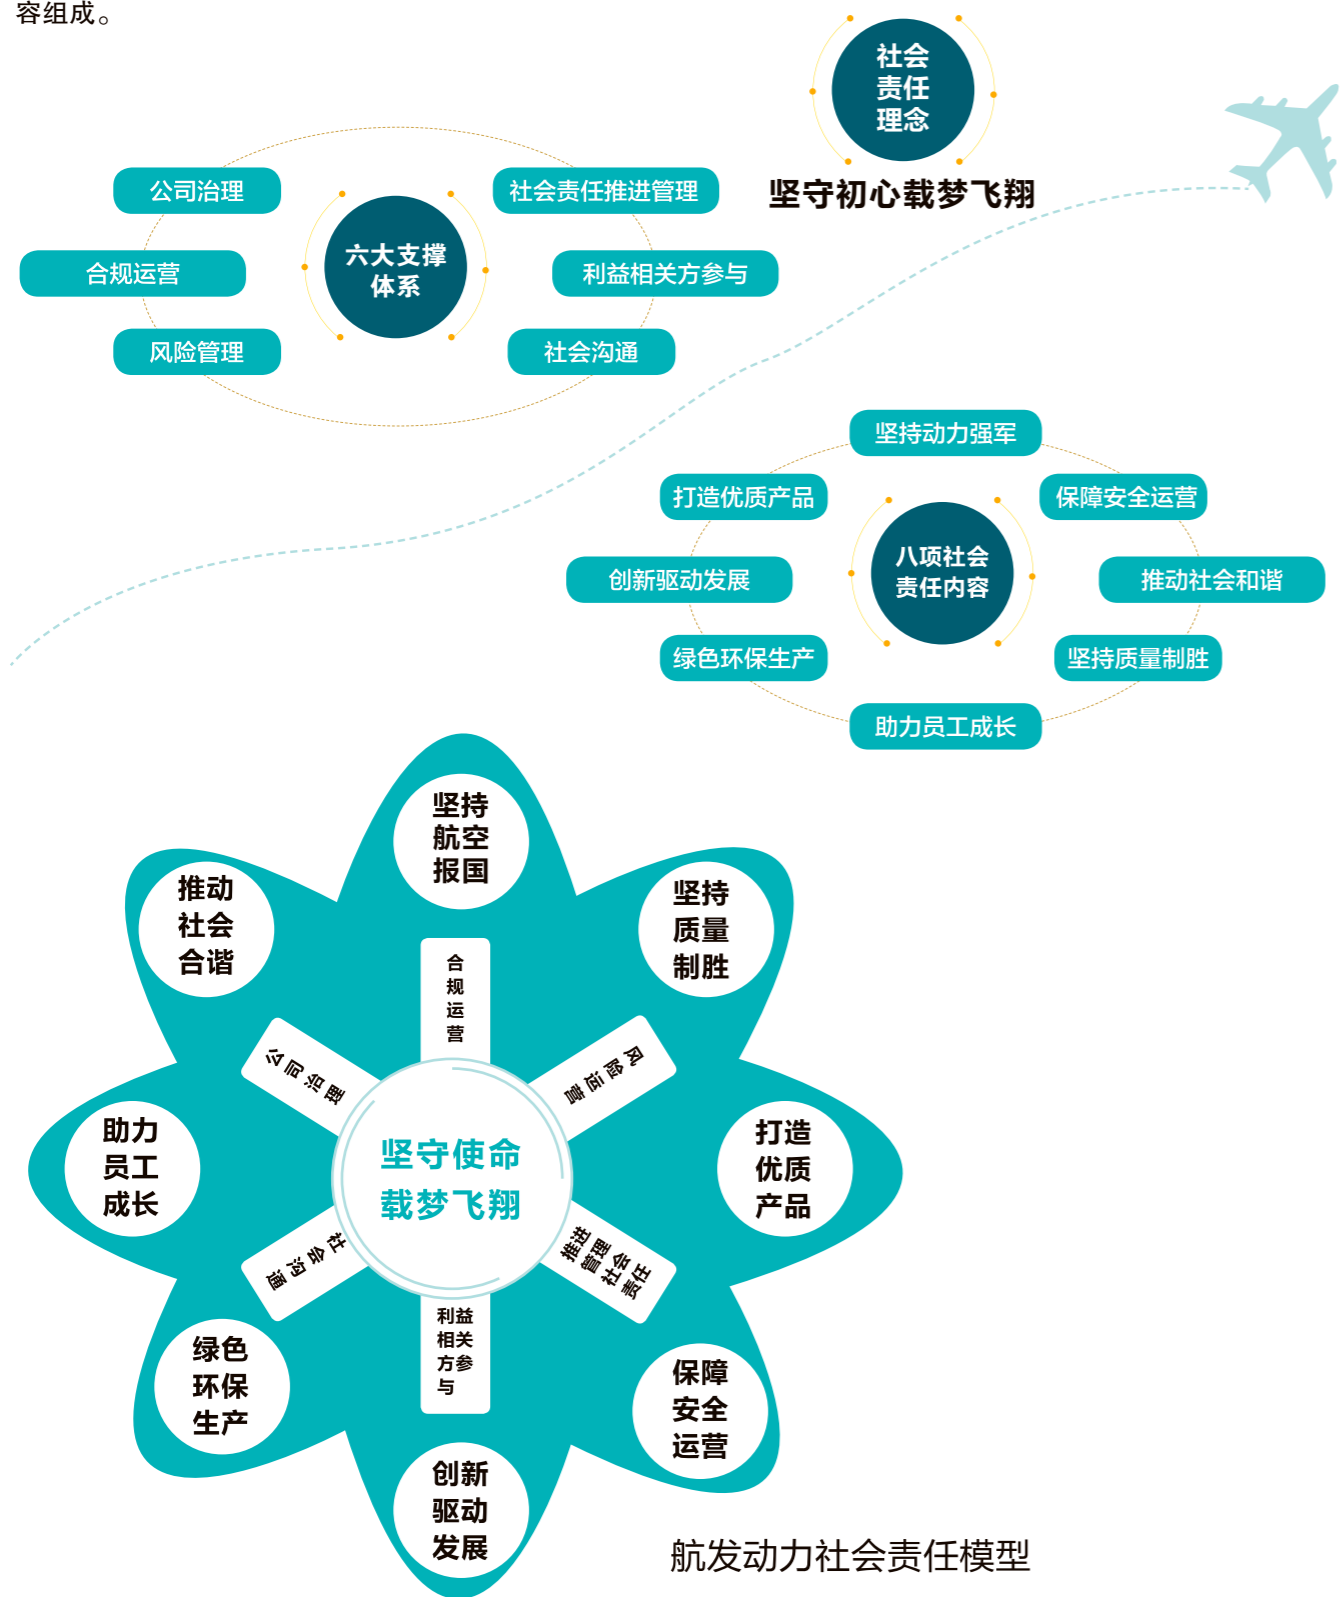 容组成。
社会
责任
理念
坚守初心载梦飞翔
公司治理
社会责任推进管理
六大支撑
体系
合规运营
利益相关方参与
风险管理
社会沟通
坚持动力强军
打造优质产品
保障安全运营
八项社会
责任内容
创新驱动发展
推动社会和谐
绿色环保生产
坚持质量制胜
助力员工成长
坚持
航空
报国
推动
社会
合谐
坚持
质量
制胜
合
规
运
营
公司治理
风险运营
助力
员工
成长
坚守使命
载梦飞翔
打造
优质
产品
社会沟通
推进
管理
社会
责任
利益
相关
方参
与
绿色
环保
生产
保障
安全
运营
创新
驱动
发展
航发动力社会责任模型